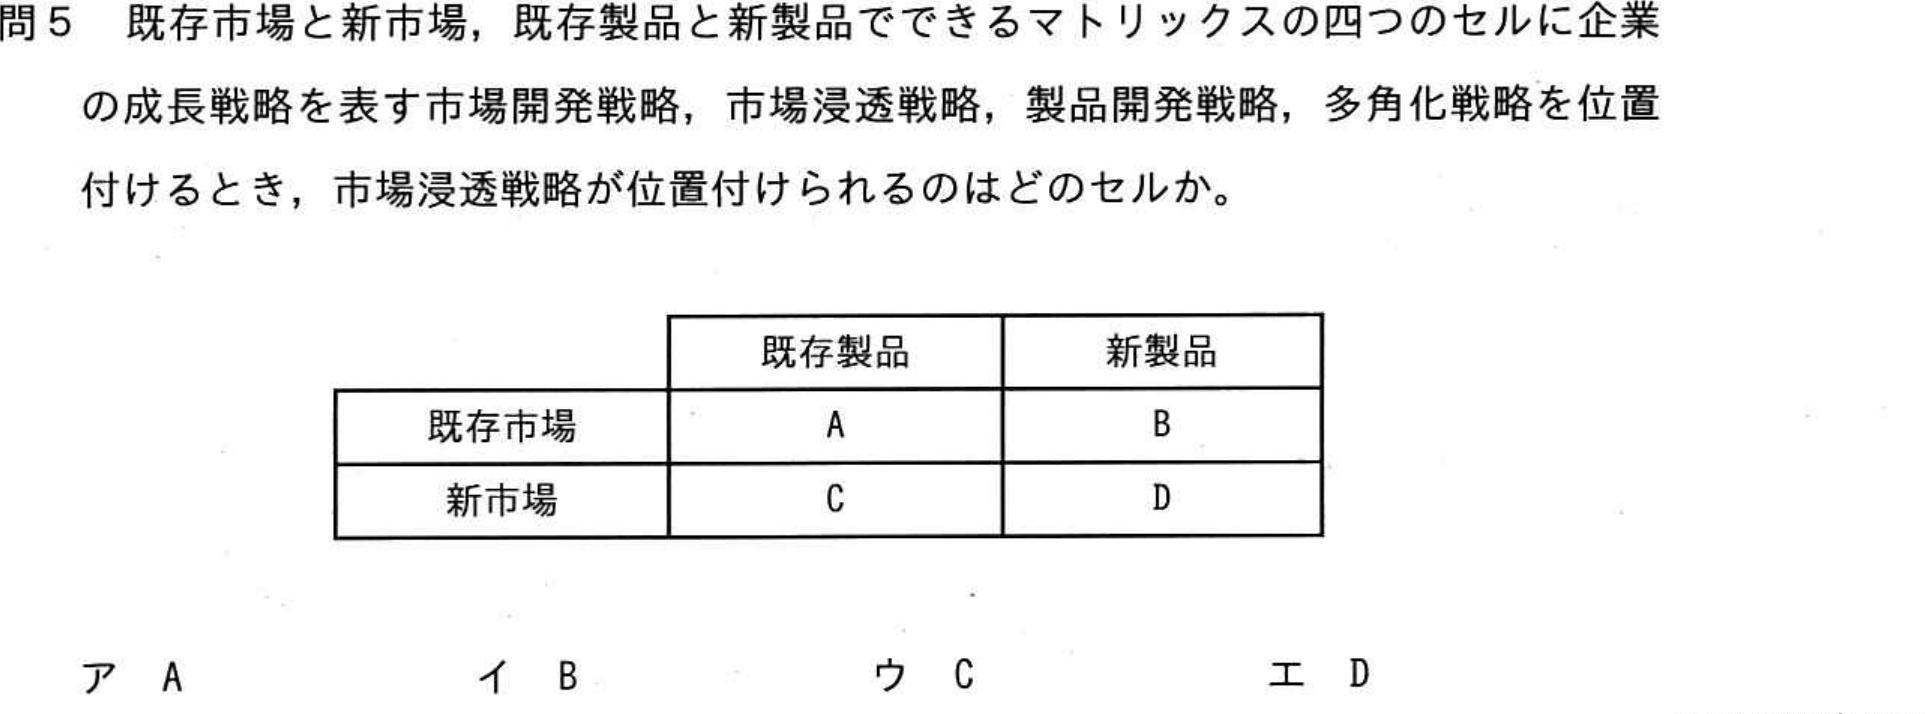 問5 既存市場と新市場,既存製品と新製品でできるマトリックスの四つのセルに企業
の成長戦略を表す市場開発戦略,市場浸透戦略,製品開発戦略,多角化戦略を位置
付けるとき,市場浸透戦略が位置付けられるのはどのセルか。
既存製品 新製品
既存市場 A B
新市場 C D
ア A イ B ウ C エ D